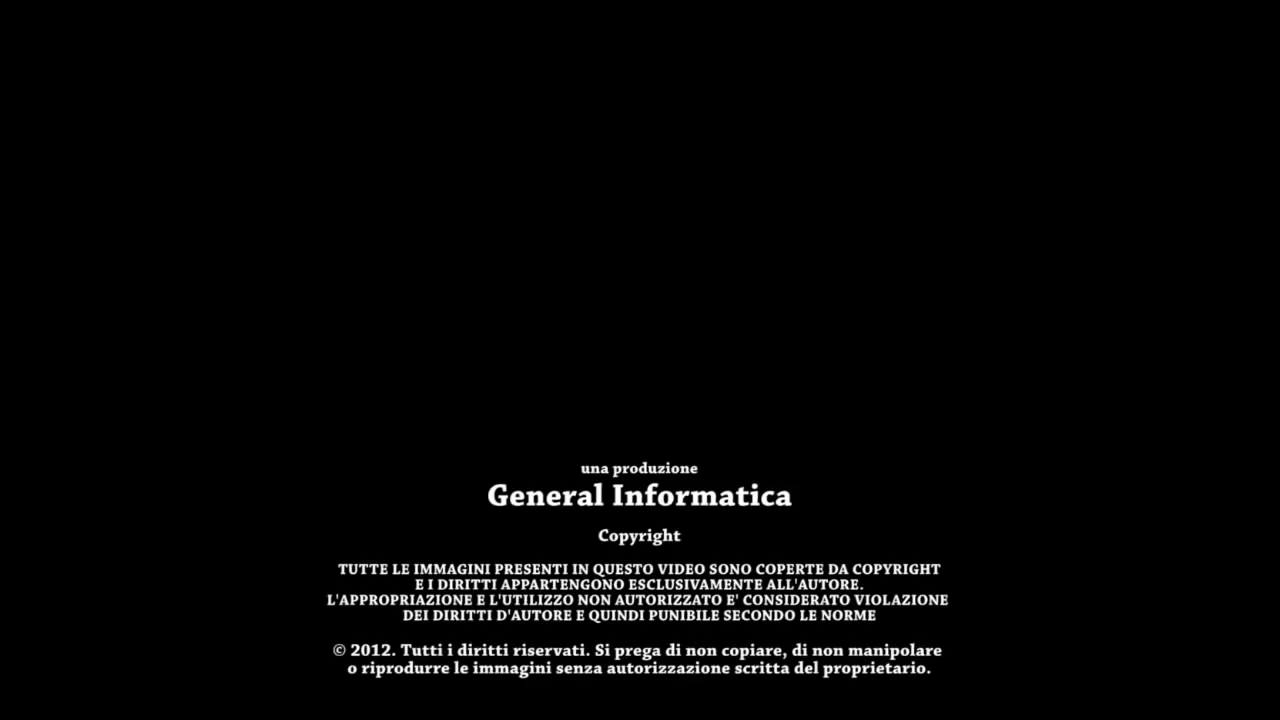 una produzione
General Informatica
Copyright
TUTTE LE IMMAGINI PRESENTI IN QUESTO VIDEO SONO COPERTE DA COPYRIGHT
E I DIRITTI APPARTENGONO ESCLUSIVAMENTE ALL'AUTORE.
L'APPROPRIAZIONE E L'UTILIZZO NON AUTORIZZATO E' CONSIDERATO VIOLAZIONE
DEI DIRITTI D'AUTORE E QUINDI PUNIBILE SECONDO LE NORME
© 2012. Tutti i diritti riservati. Si prega di non copiare, di non manipolare
o riprodurre le immagini senza autorizzazione scritta del proprietario.